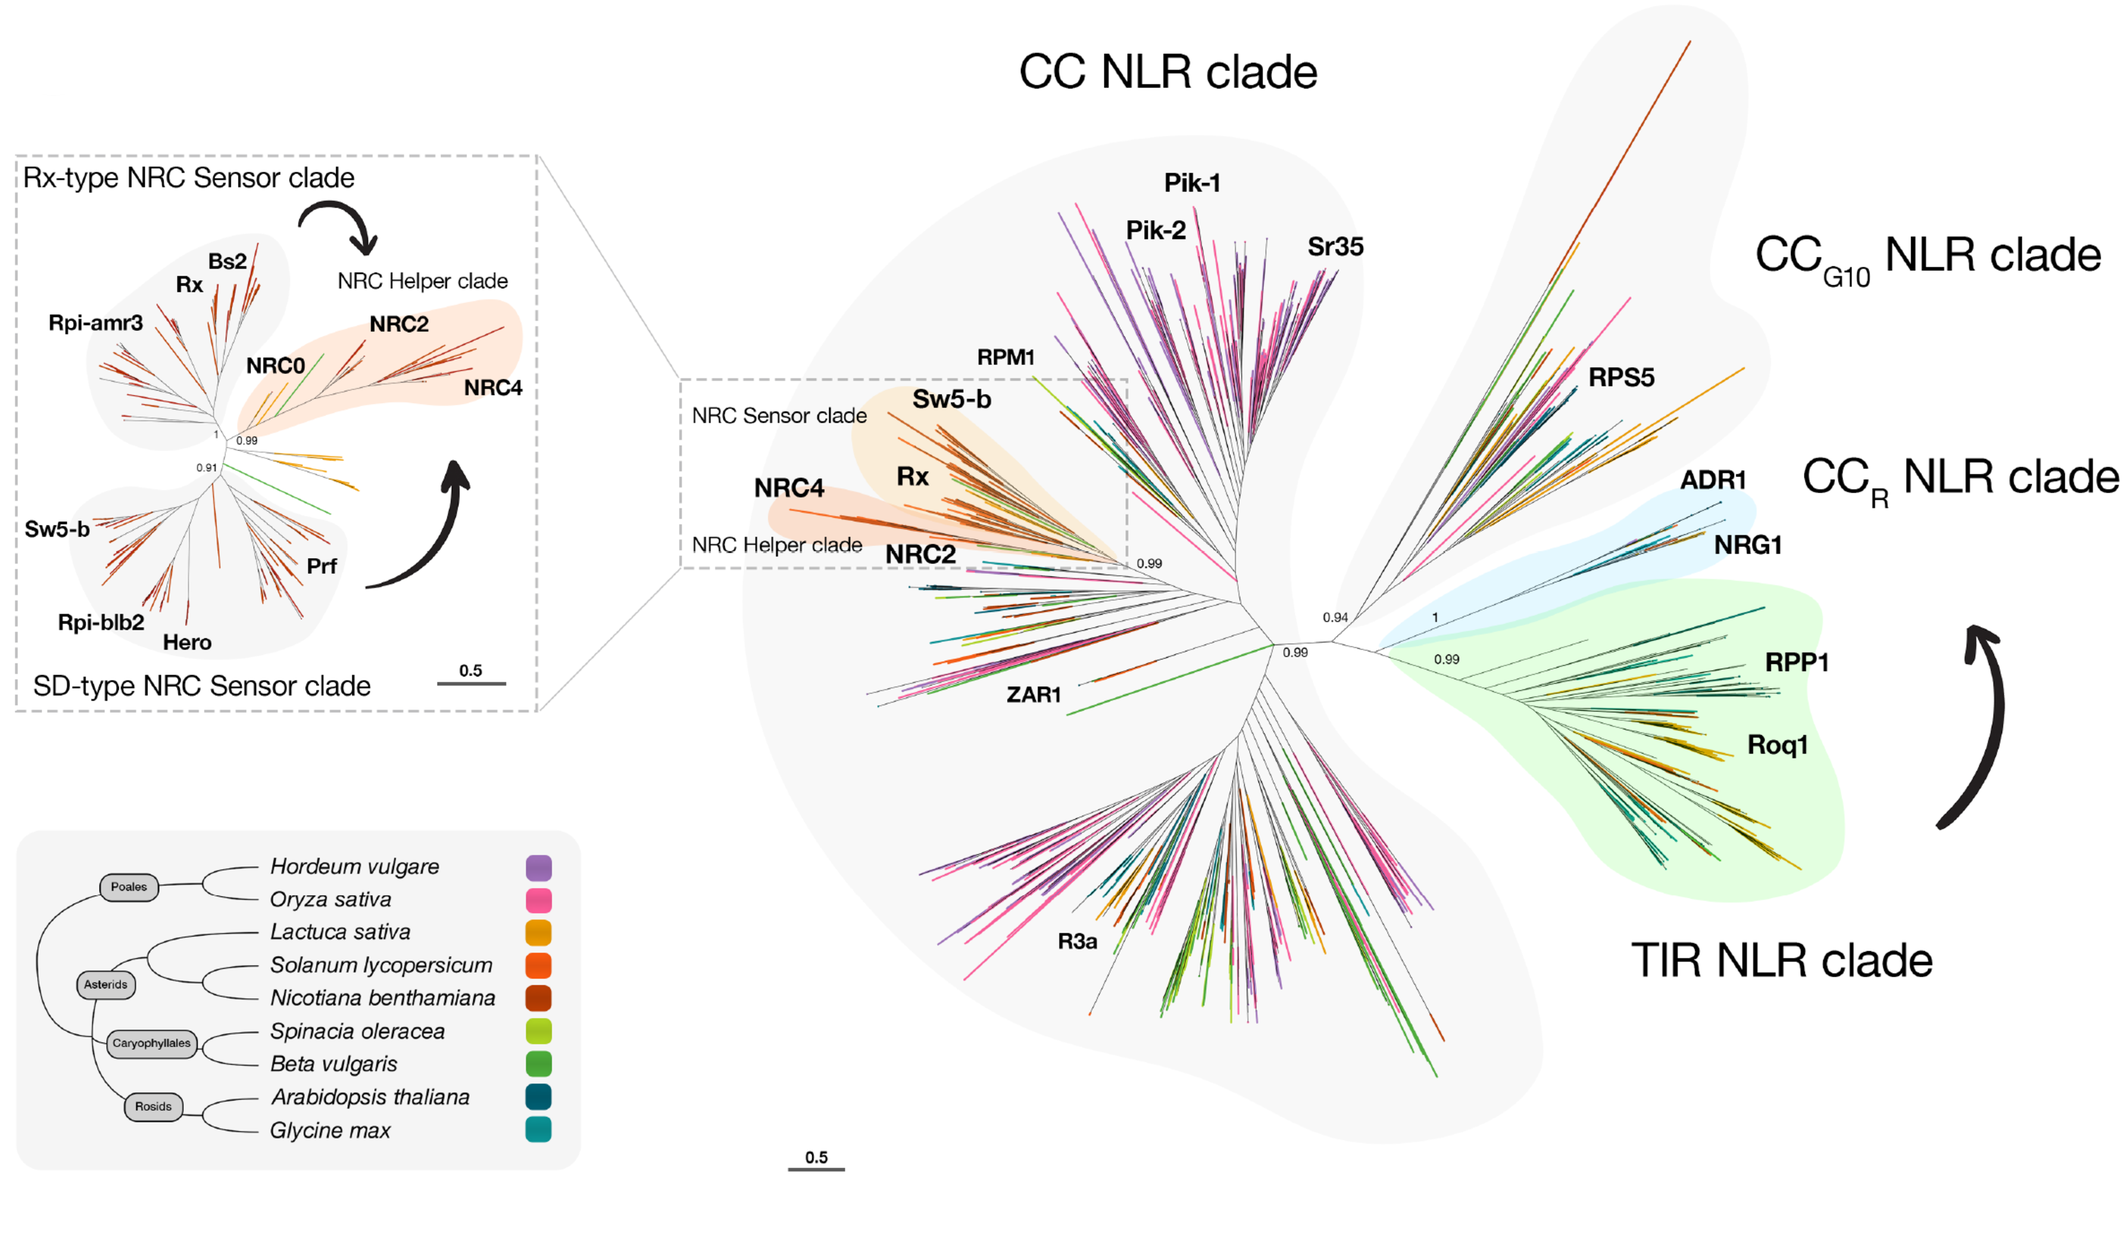 CC NLR clade
Rx-type NRC Sensor clade
Bs2
Rx
NRC Helper clade
Rpi-amr3
NRC2
NRC0
NRC4
1
0.99
0.91
Sw5-b
Prf
Rpi-blb2
Hero
0.5
SD-type NRC Sensor clade
Pik-1
Pik-2
Sr35
RPM1
NRC Sensor clade
Sw5-b
Rx
NRC4
NRC Helper clade
NRC2
0.99
ZAR1
0.99
R3a
CCG10 NLR clade
RPS5
0.94
CCR NLR clade
ADR1
NRG1
1
0.99
RPP1
Roq1
TIR NLR clade
Poales
Hordeum vulgare
Oryza sativa
Asterids
Lactuca sativa
Solanum lycopersicum
Nicotiana benthamiana
Caryophyllales
Spinacia oleracea
Beta vulgaris
Rosids
Arabidopsis thaliana
Glycine max
0.5